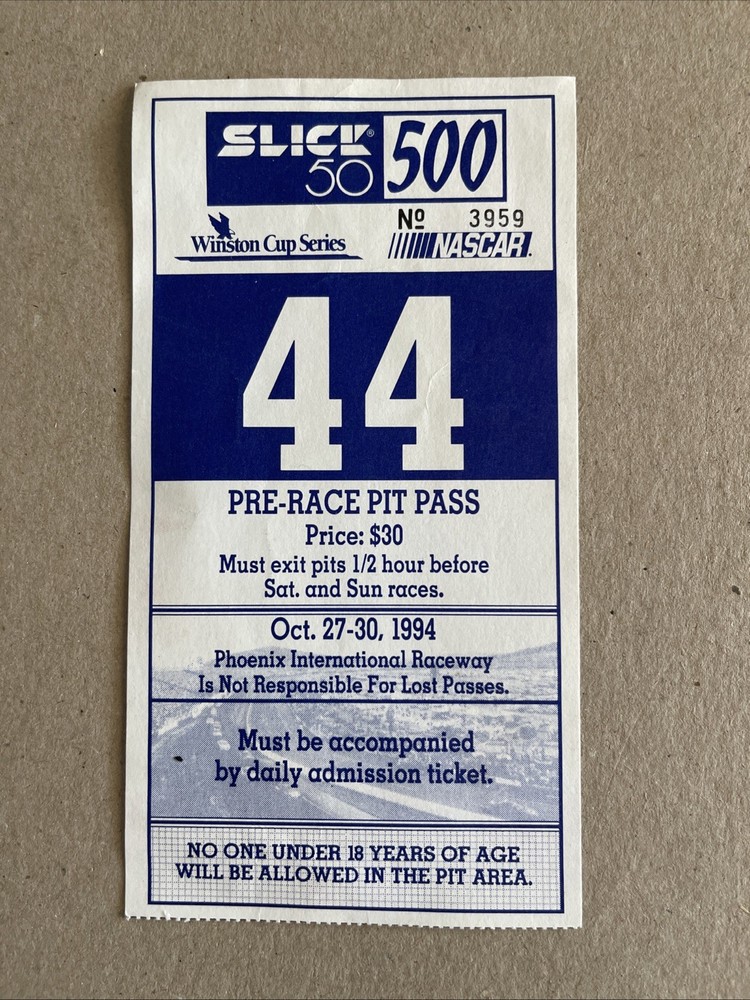 SLICK® 50 500
Nº 3959
Winston Cup Series NASCAR.
44
PRE-RACE PIT PASS
Price: $30
Must exit pits 1/2 hour before
Sat. and Sun races.
Oct. 27-30, 1994
Phoenix International Raceway
Is Not Responsible For Lost Passes.
Must be accompanied
by daily admission ticket.
NO ONE UNDER 18 YEARS OF AGE
WILL BE ALLOWED IN THE PIT AREA.